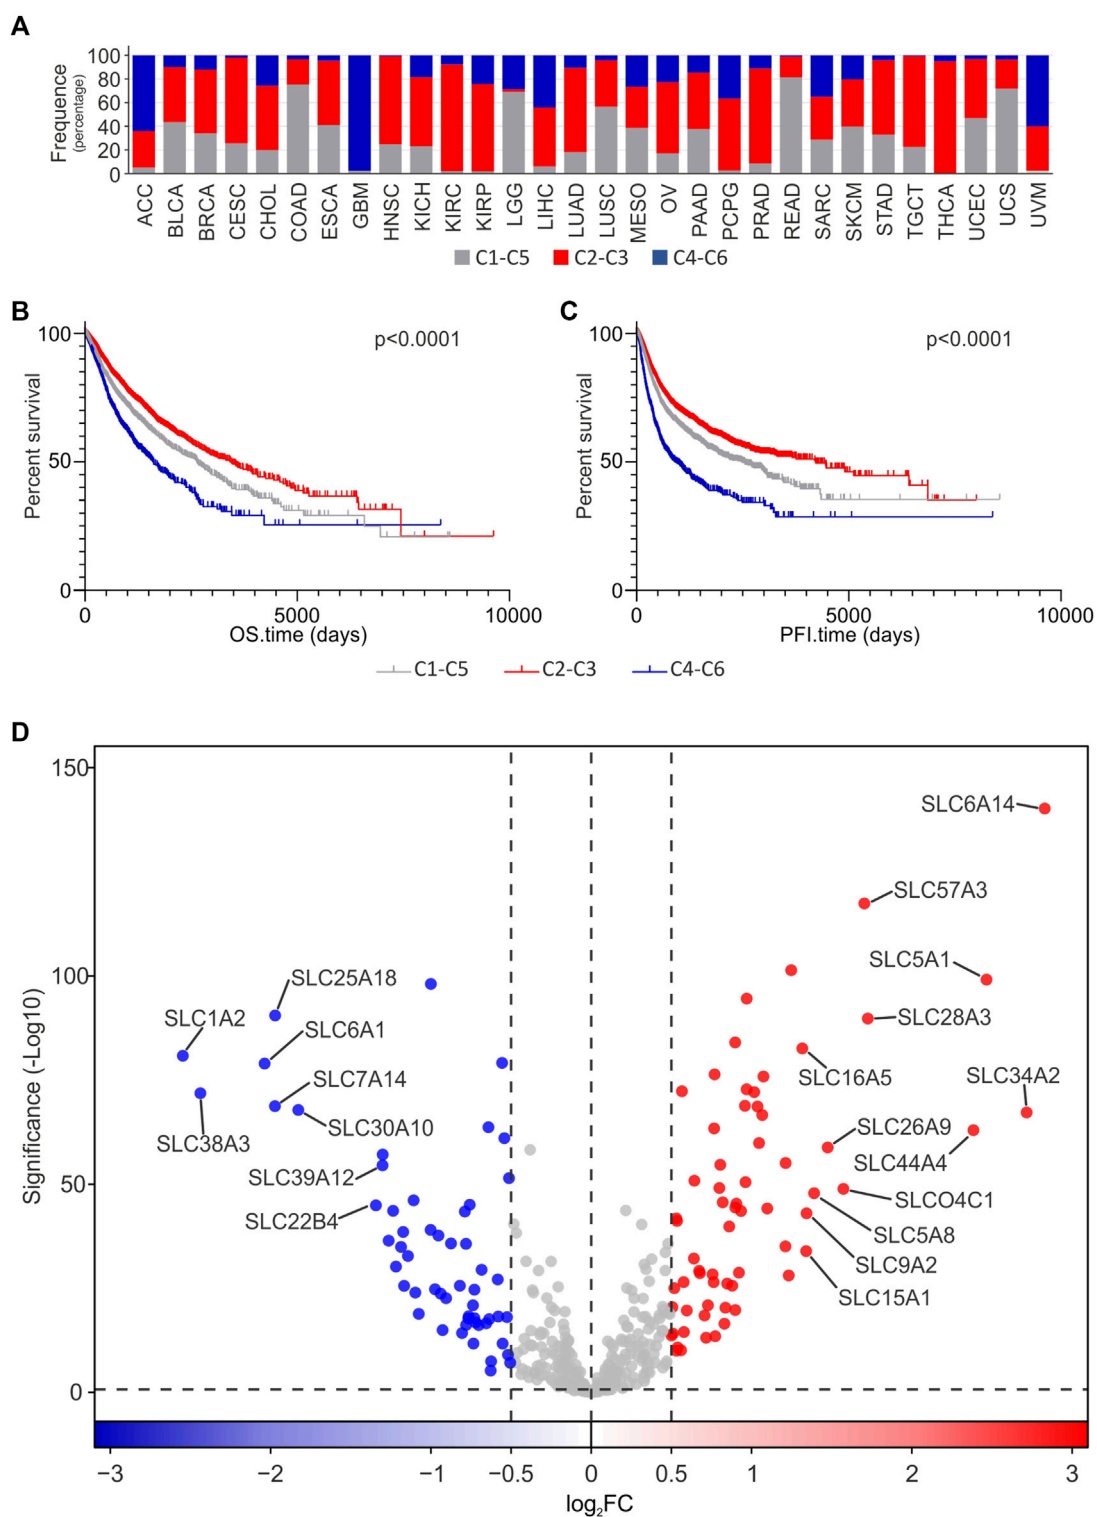 A
Frequence
(percentage)
100
80
60
40
20
0
ACC
BLCA
BRCA
CESC
CHOL
COAD
ESCA
GBM
HNSC
KICH
KIRC
KIRP
LGG
LIHC
LUAD
LUSC
MESO
OV
PAAD
PCPG
PRAD
READ
SARC
SKCM
STAD
TGCT
THCA
UCEC
UCS
UVM
C1-C5 C2-C3 C4-C6
B
Percent survival
100
50
0
p<0.0001
0 5000 10000
OS.time (days)
C
Percent survival
100
50
0
p<0.0001
0 5000 10000
PFI.time (days)
C1-C5 C2-C3 C4-C6
D
Significance (-Log10)
150
100
50
0
SLC6A14
SLC57A3
SLC5A1
SLC25A18
SLC1A2
SLC6A1
SLC28A3
SLC7A14
SLC16A5
SLC34A2
SLC38A3
SLC30A10
SLC26A9
SLC39A12
SLC44A4
SLCO4C1
SLC22B4
SLC5A8
SLC9A2
SLC15A1
−3 −2 −1 −0.5 0 0.5 1 2 3
log2FC